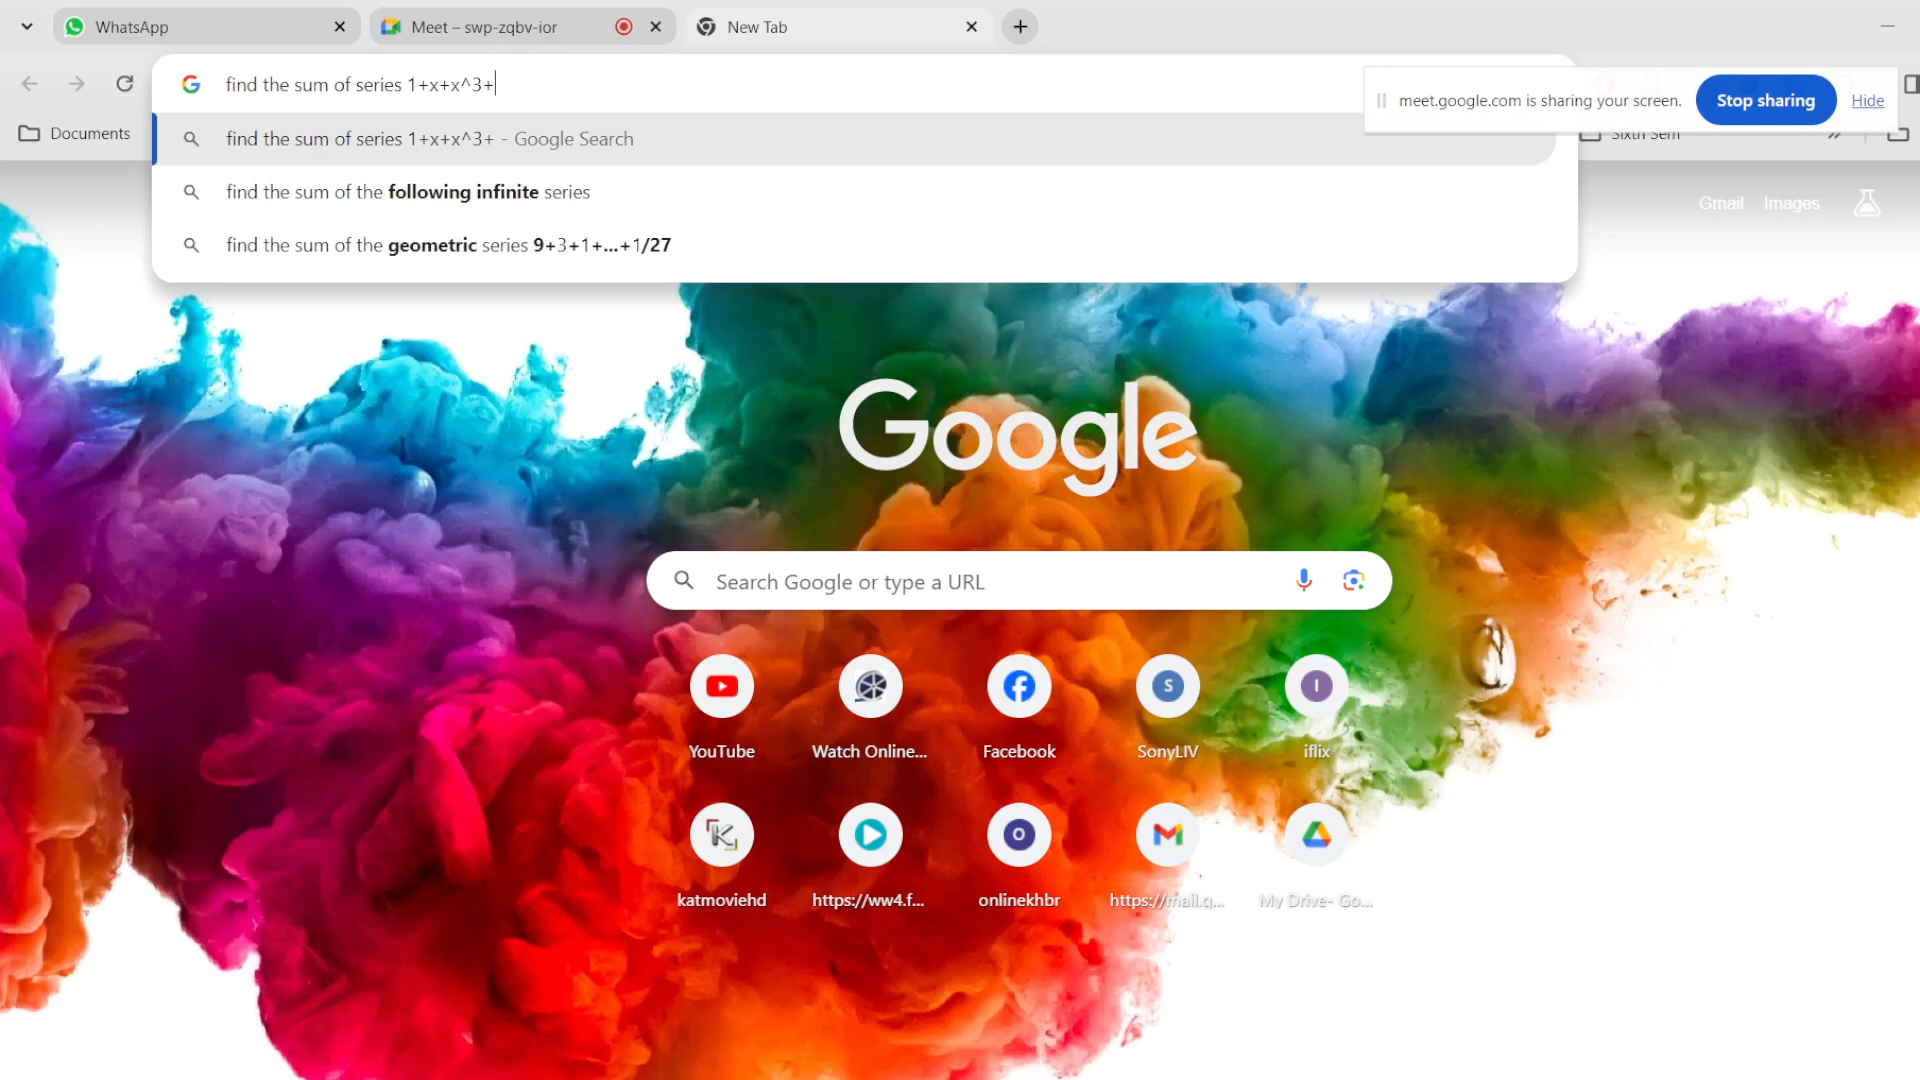 WhatsApp
Meet – swp-zqbv-ior
New Tab
find the sum of series 1+x+x^3+
meet.google.com is sharing your screen.
Stop sharing
Hide
Documents
find the sum of series 1+x+x^3+ - Google Search
Sixth Sem
find the sum of the following infinite series
Gmail
Images
find the sum of the geometric series 9+3+1+...+1/27
Google
Search Google or type a URL
YouTube
Watch Online...
Facebook
SonyLIV
iflix
katmoviehd
https://ww4.f...
onlinekhbr
https://mail.g...
My Drive- Go...